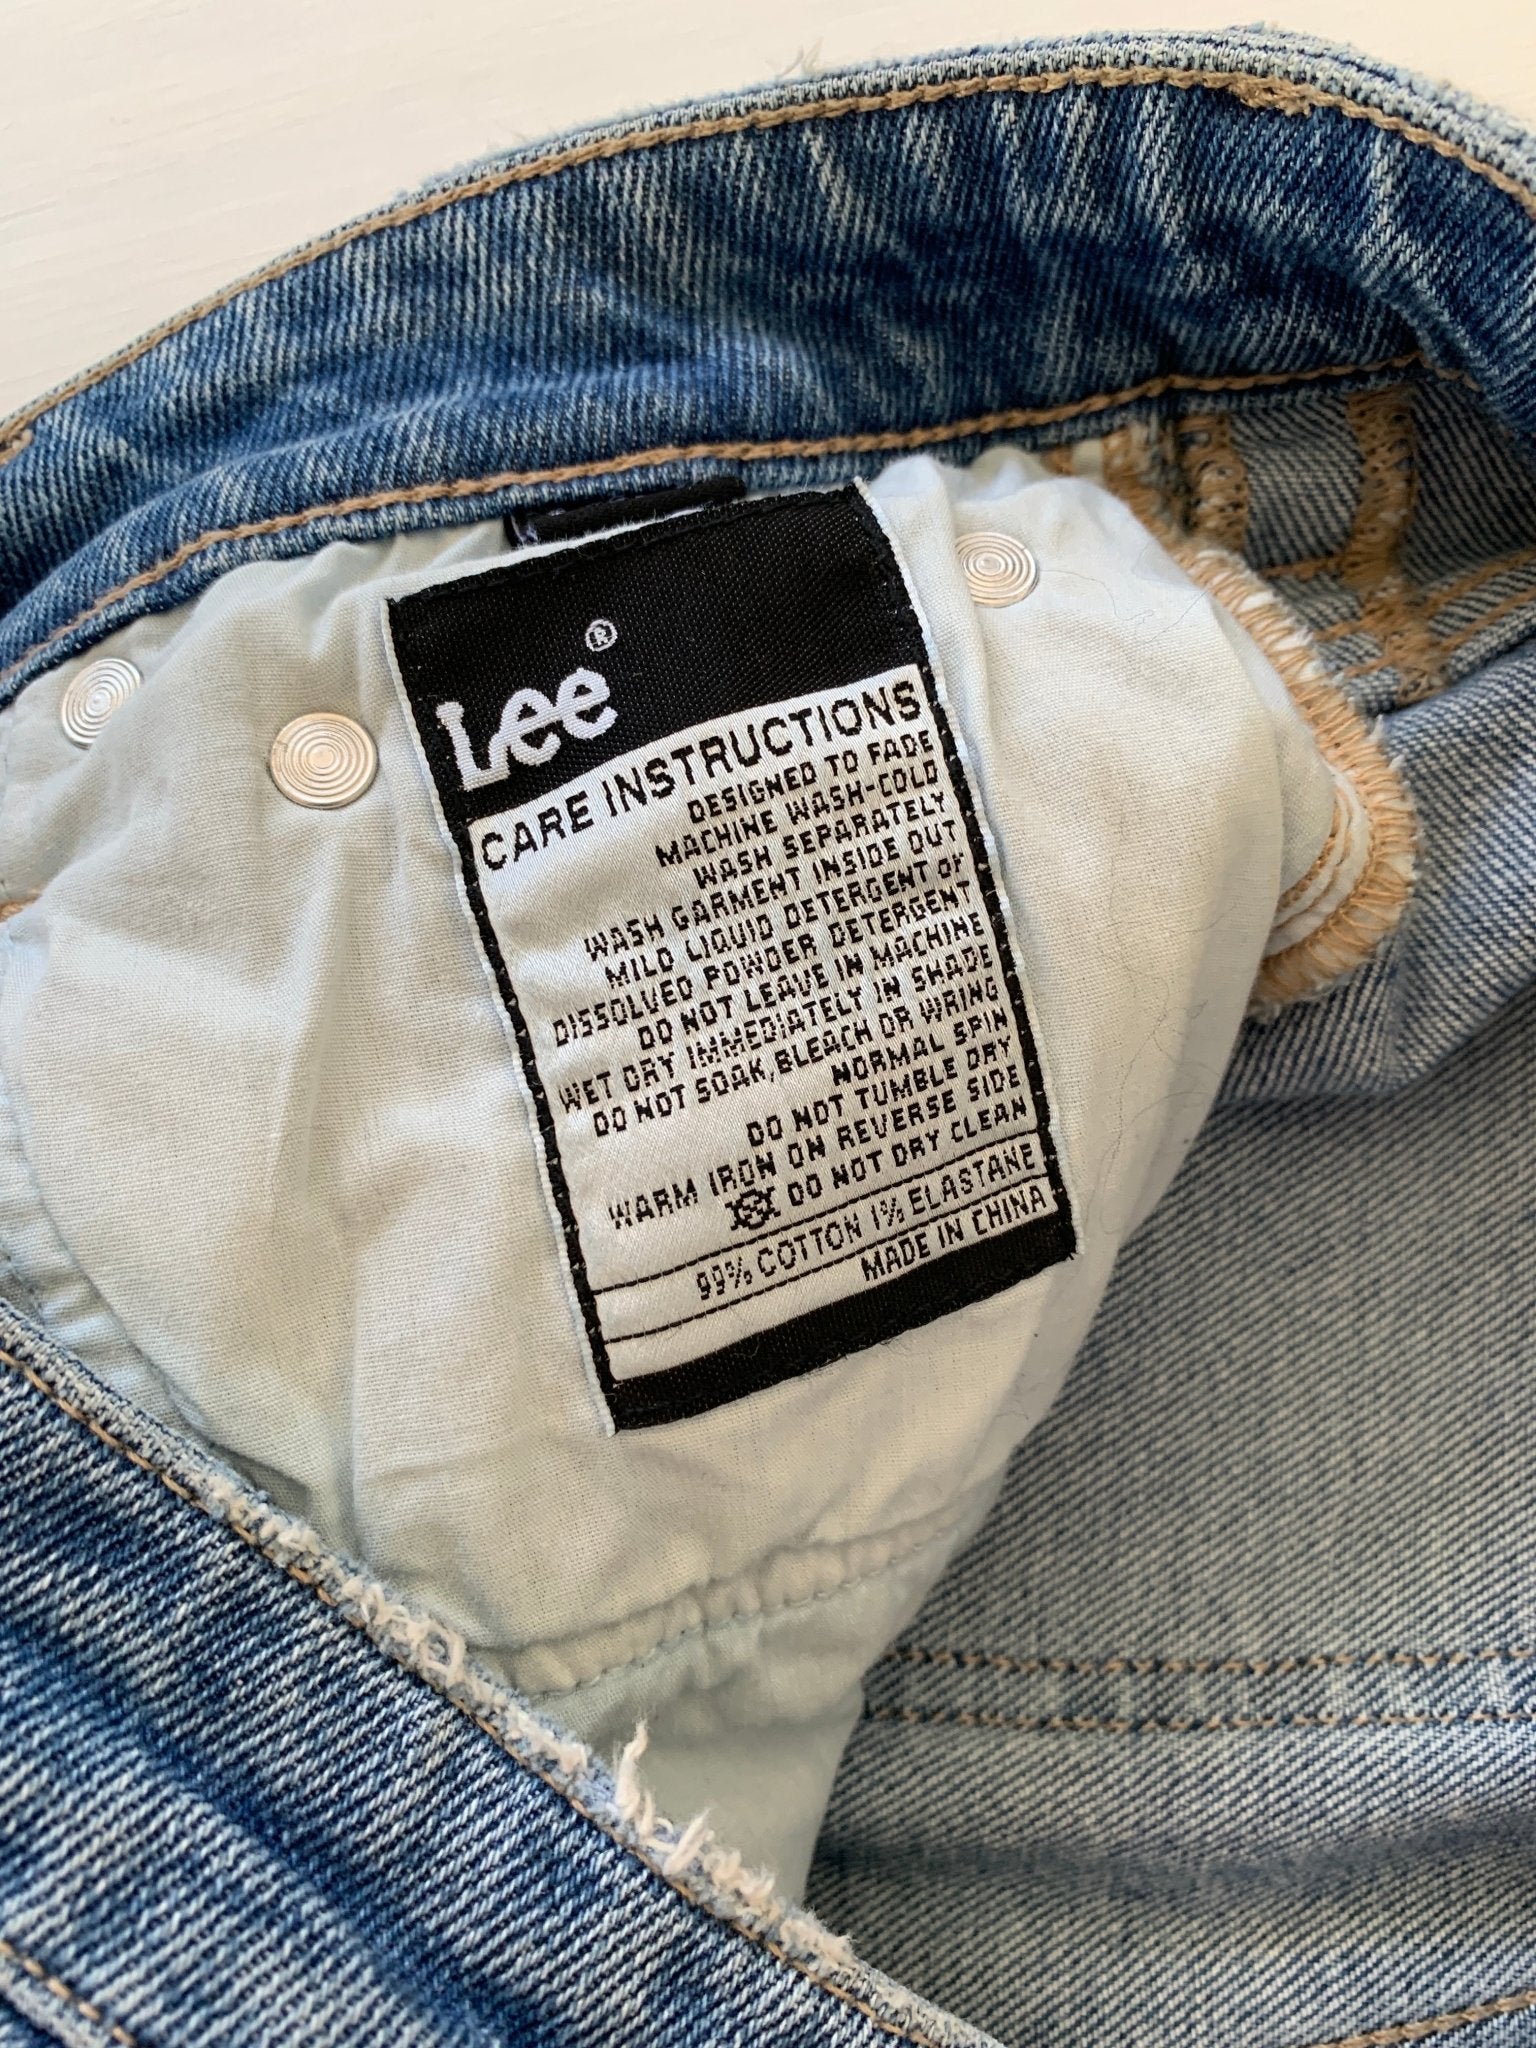 Lee®
CARE INSTRUCTIONS
DESIGNED TO FADE
MACHINE WASH-COLD
WASH SEPARATELY
WASH GARMENT INSIDE OUT
MILD LIQUID DETERGENT OF
DISSOLVED POWDER DETERGENT
DO NOT LEAVE IN MACHINE
WET DRY IMMEDIATELY IN SHADE
DO NOT SOAK, BLEACH OR WRING
NORMAL SPIN
DO NOT TUMBLE DRY
WARM IRON ON REVERSE SIDE
DO NOT DRY CLEAN
99% COTTON 1% ELASTANE
MADE IN CHINA